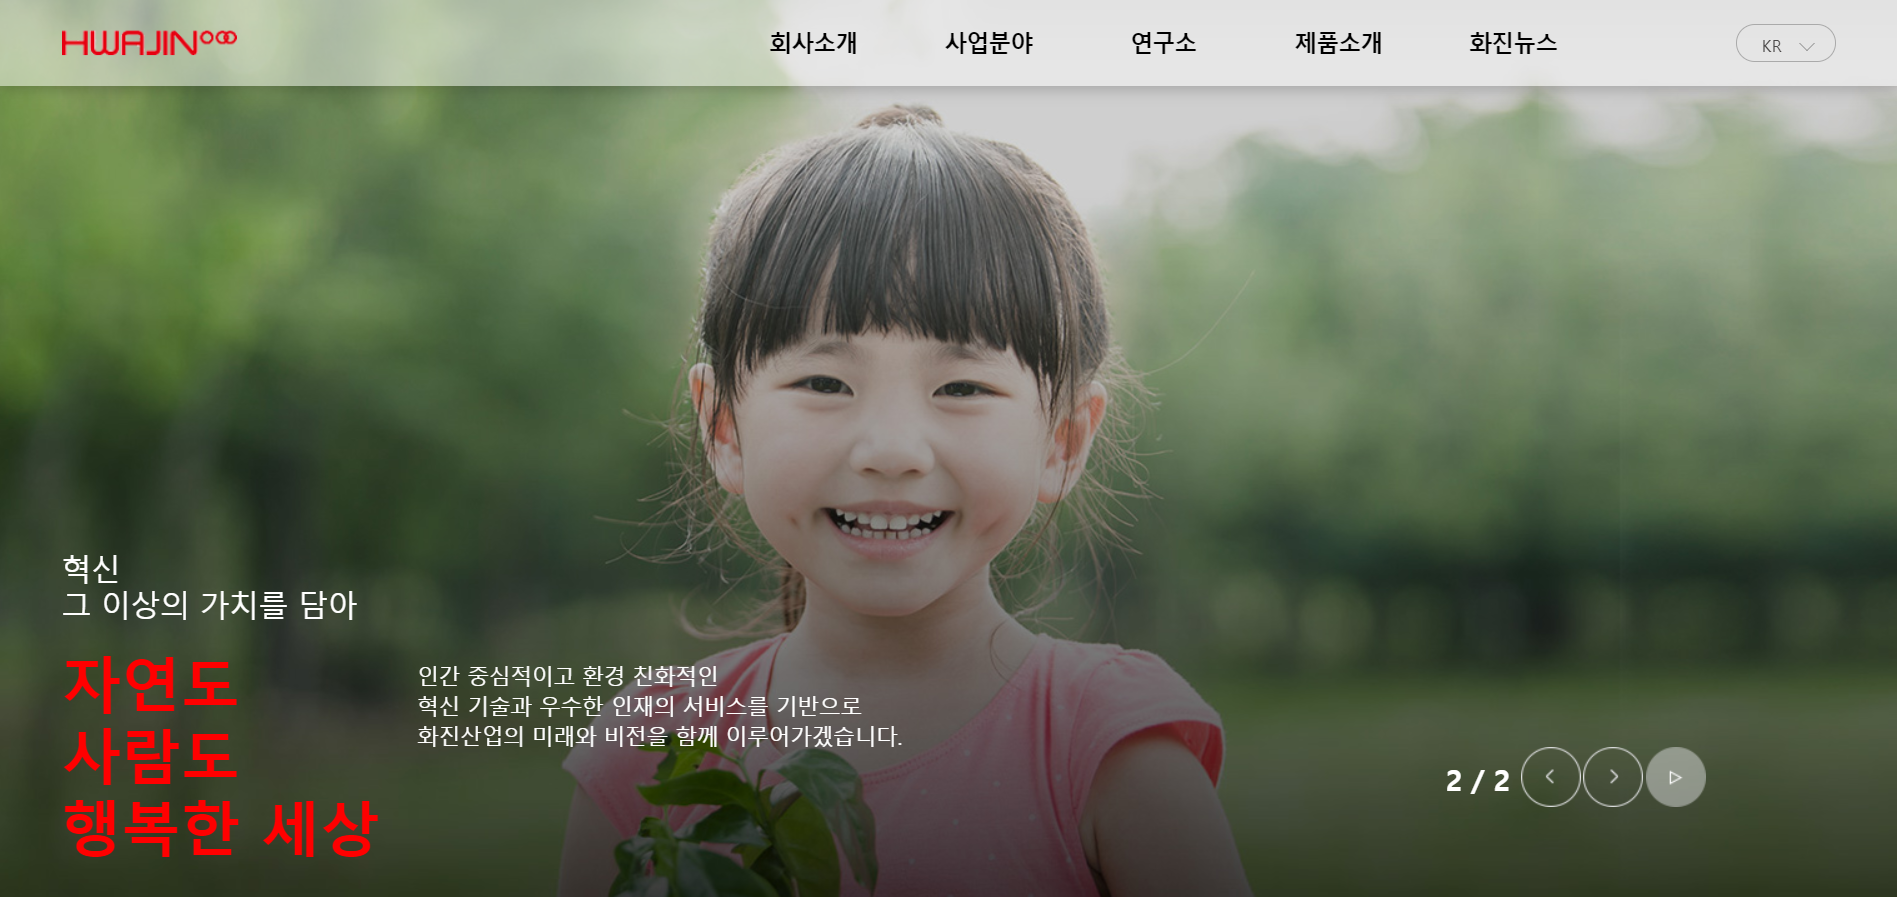 HWAJIN
회사소개
사업분야
연구소
제품소개
화진뉴스
KR
혁신
그 이상의 가치를 담아
자연도
사람도
행복한 세상
인간 중심적이고 환경 친화적인
혁신 기술과 우수한 인재의 서비스를 기반으로
화진산업의 미래와 비전을 함께 이루어가겠습니다.
2 / 2